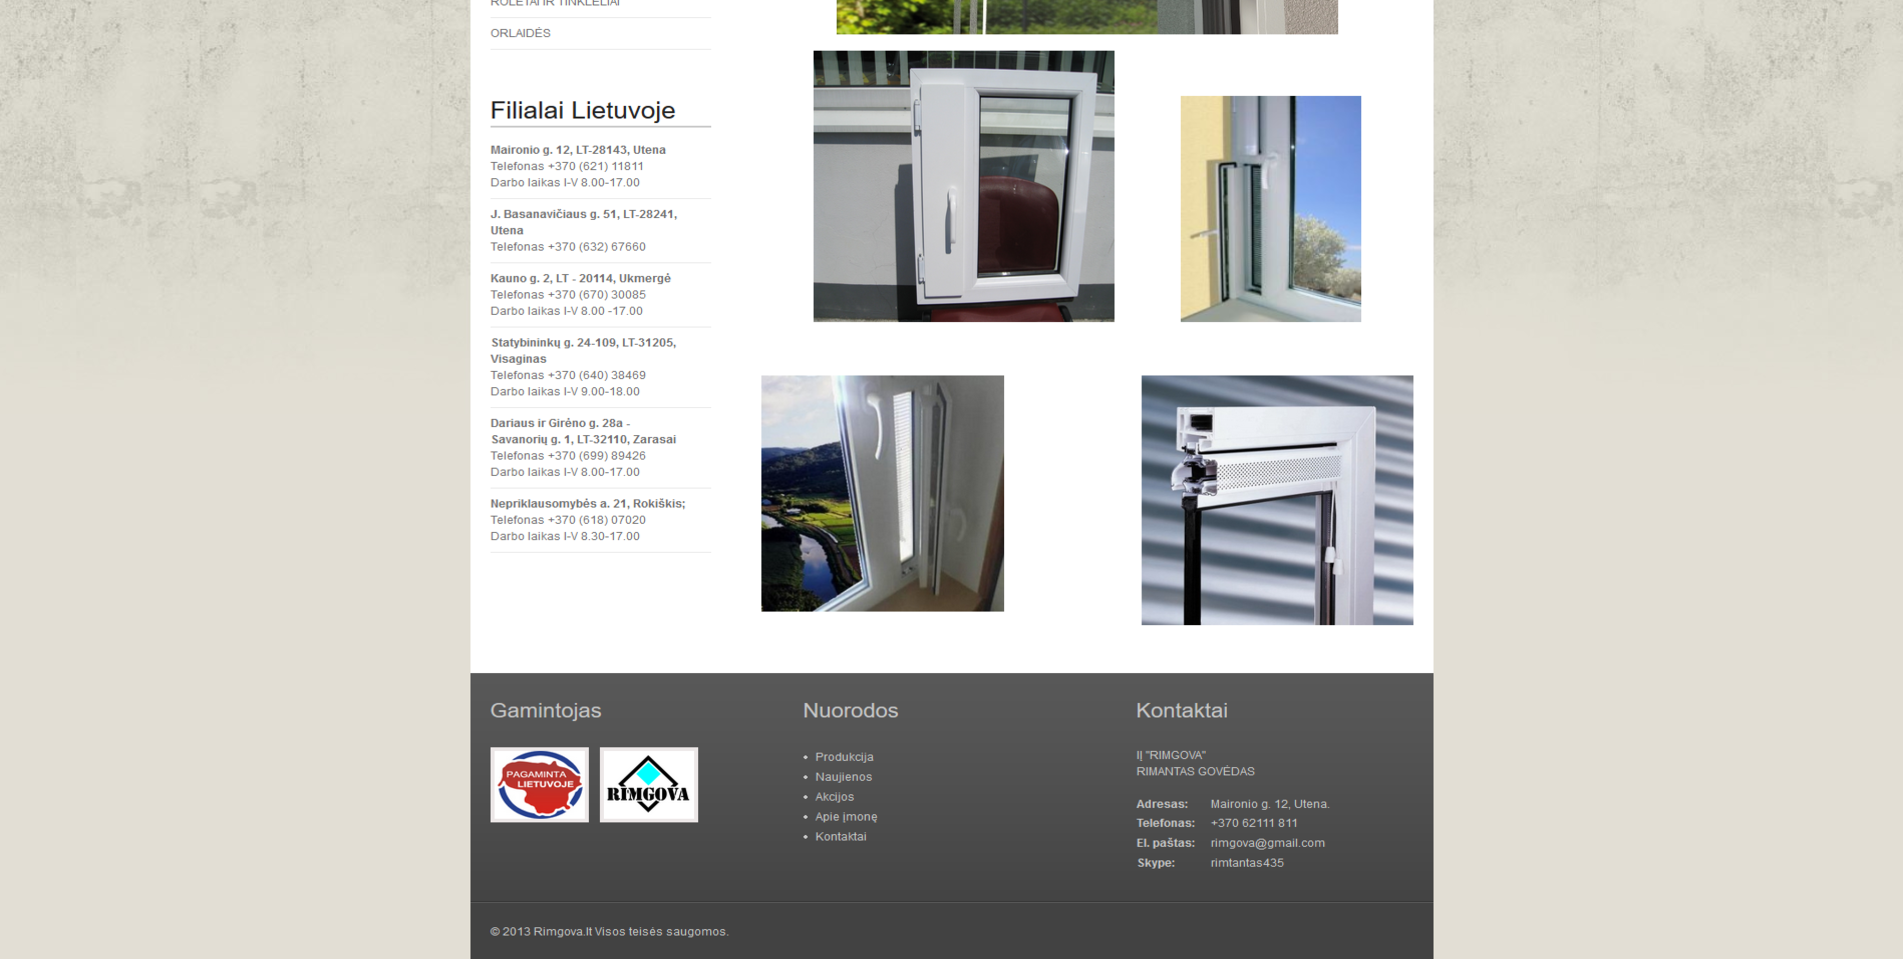 ROLETAI IR TINKLELIAI
ORLAIDĖS
Filialai Lietuvoje
Maironio g. 12, LT-28143, Utena
Telefonas +370 (621) 11811
Darbo laikas I-V 8.00-17.00
J. Basanavičiaus g. 51, LT-28241,
Utena
Telefonas +370 (632) 67660
Kauno g. 2, LT - 20114, Ukmergė
Telefonas +370 (670) 30085
Darbo laikas I-V 8.00 -17.00
Statybininkų g. 24-109, LT-31205,
Visaginas
Telefonas +370 (640) 38469
Darbo laikas I-V 9.00-18.00
Dariaus ir Girėno g. 28a -
Savanorių g. 1, LT-32110, Zarasai
Telefonas +370 (699) 89426
Darbo laikas I-V 8.00-17.00
Nepriklausomybės a. 21, Rokiškis;
Telefonas +370 (618) 07020
Darbo laikas I-V 8.30-17.00
Gamintojas
PAGAMINTA
LIETUVOJE
RIMGOVA
Nuorodos
Produkcija
Naujienos
Akcijos
Apie įmonę
Kontaktai
Kontaktai
IĮ "RIMGOVA"
RIMANTAS GOVĖDAS
Adresas: Maironio g. 12, Utena.
Telefonas: +370 62111 811
El. paštas: rimgova@gmail.com
Skype: rimtantas435
© 2013 Rimgova.lt Visos teisės saugomos.